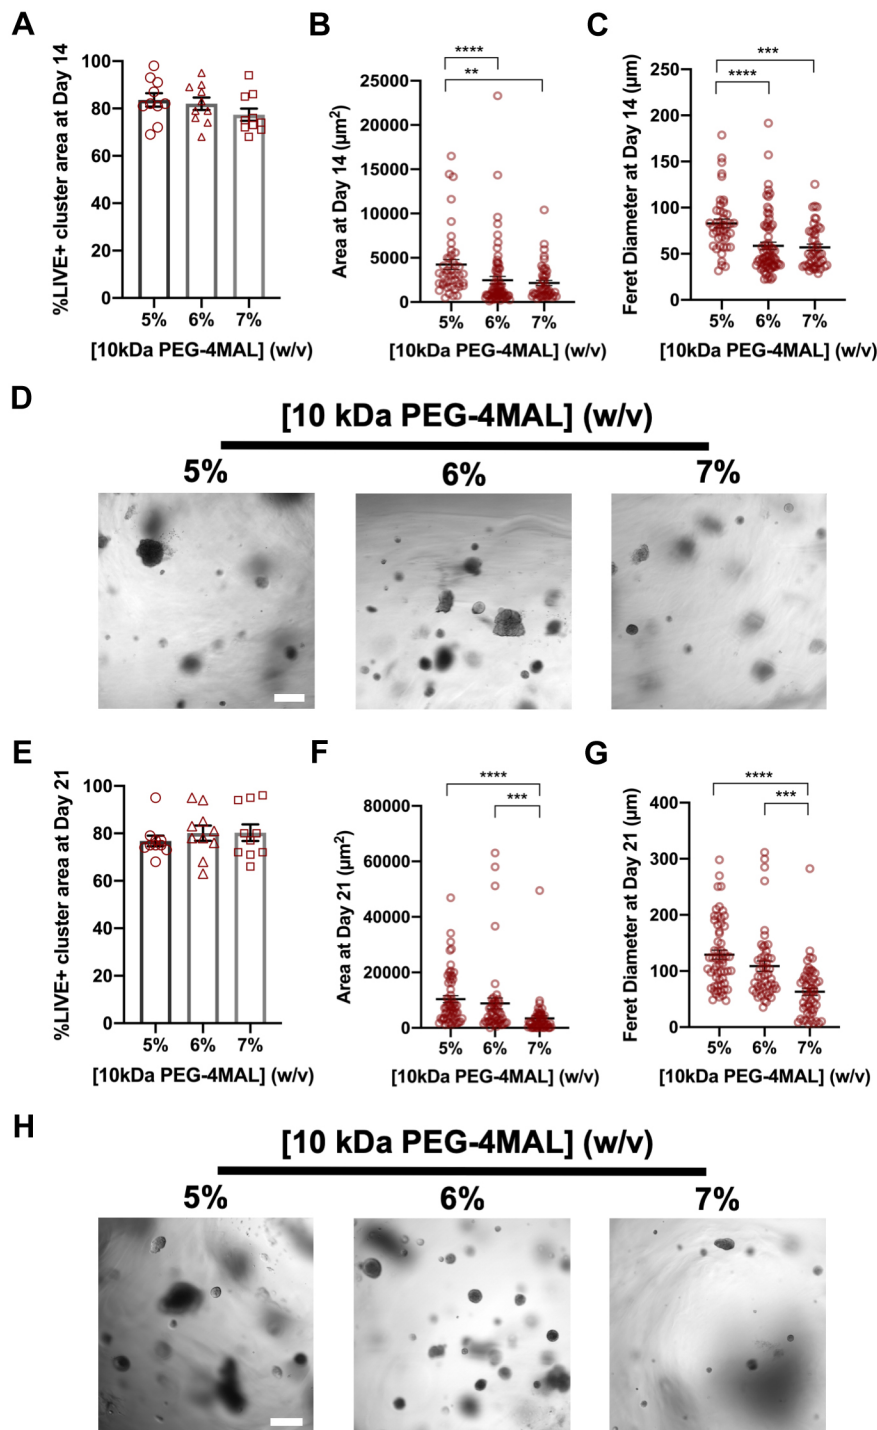 A
%LIVE+ cluster area at Day 14
100
80
60
40
20
0
5% 6% 7%
[10kDa PEG-4MAL] (w/v)
B
Area at Day 14 (µm²)
****
**
25000
20000
15000
10000
5000
0
5% 6% 7%
[10kDa PEG-4MAL] (w/v)
C
Feret Diameter at Day 14 (µm)
***
****
250
200
150
100
50
0
5% 6% 7%
[10kDa PEG-4MAL] (w/v)
D
[10 kDa PEG-4MAL] (w/v)
5% 6% 7%
E
%LIVE+ cluster area at Day 21
100
80
60
40
20
0
5% 6% 7%
[10kDa PEG-4MAL] (w/v)
F
Area at Day 21 (µm²)
****
***
80000
60000
40000
20000
0
5% 6% 7%
[10kDa PEG-4MAL] (w/v)
G
Feret Diameter at Day 21 (µm)
****
***
400
300
200
100
0
5% 6% 7%
[10kDa PEG-4MAL] (w/v)
H
[10 kDa PEG-4MAL] (w/v)
5% 6% 7%